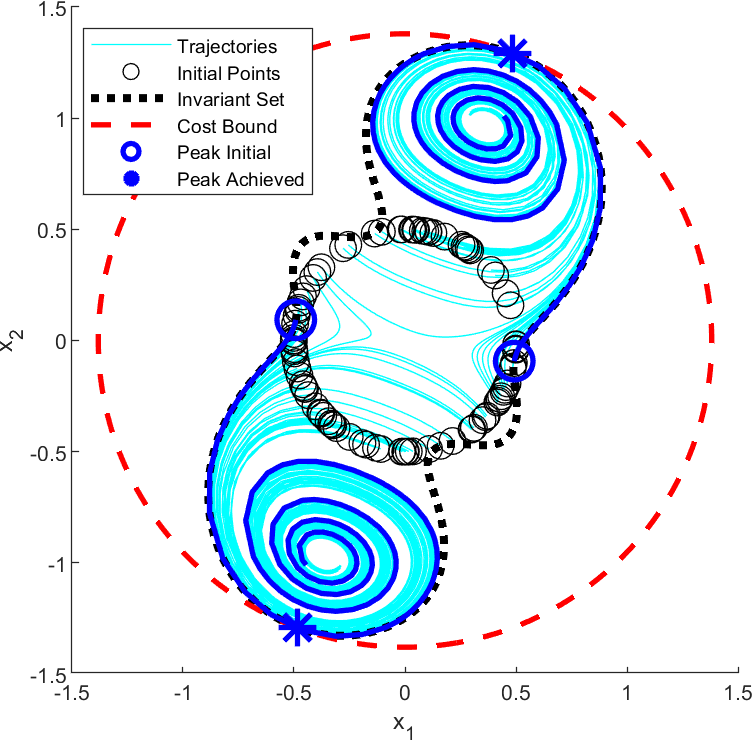 1.5
Trajectories
Initial Points
Invariant Set
Cost Bound
Peak Initial
Peak Achieved
1
0.5
x₂
0
-0.5
-1
-1.5
-1.5 -1 -0.5 0 0.5 1 1.5
x₁